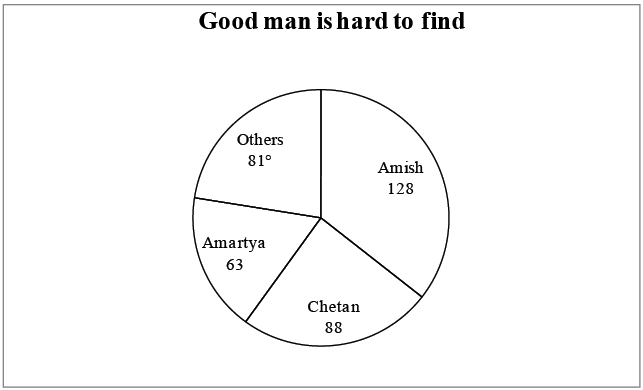 Good man is hard to find
Others
81°
Amish
128
Amartya
63
Chetan
88